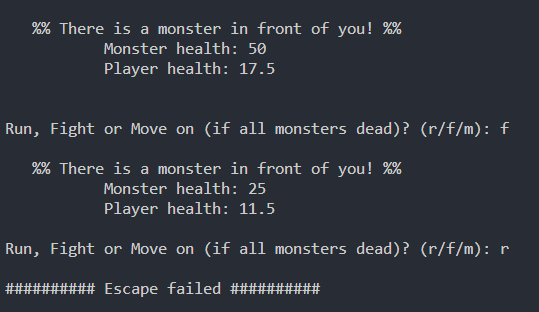 %% There is a monster in front of you! %%
Monster health: 50
Player health: 17.5
Run, Fight or Move on (if all monsters dead)? (r/f/m): f
%% There is a monster in front of you! %%
Monster health: 25
Player health: 11.5
Run, Fight or Move on (if all monsters dead)? (r/f/m): r
########## Escape failed ##########